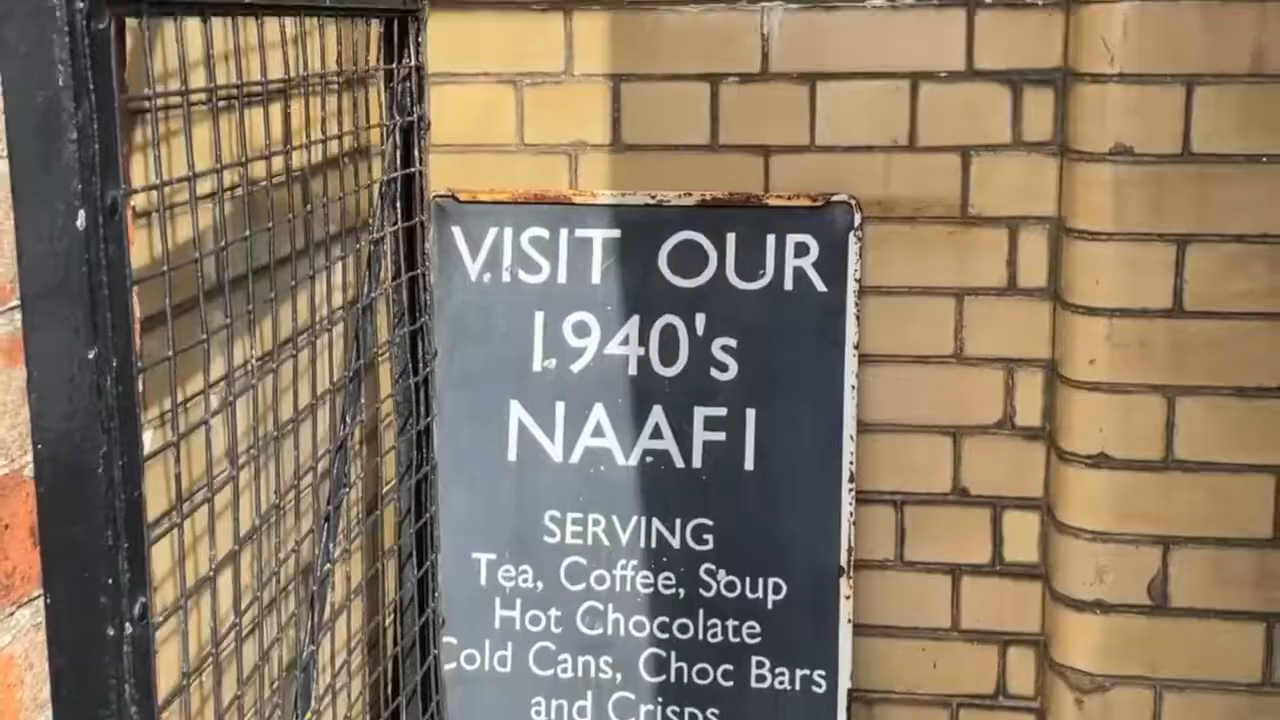 VISIT OUR
1940's
NAAFI
SERVING
Tea, Coffee, Soup
Hot Chocolate
Cold Cans, Choc Bars
and Crisps